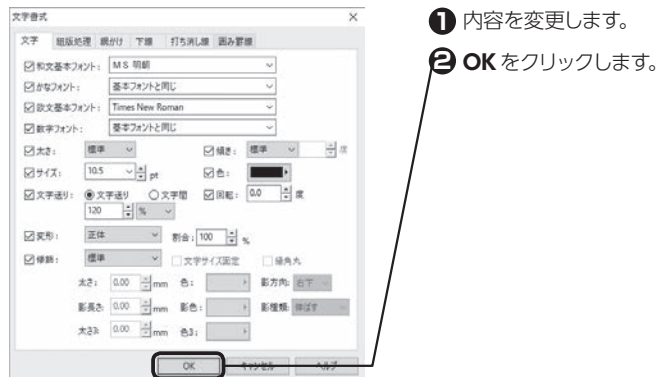 文字書式
文字 組版処理 網かけ 下線 打ち消し線 囲み罫線
和文基本フォント: ＭＳ 明朝
かなフォント: 基本フォントと同じ
欧文基本フォント: Times New Roman
数字フォント: 基本フォントと同じ
太さ: 標準 傾き: 標準 度
サイズ: 10.5 pt 色:
文字送り: 文字送り 文字間 回転: 0.0 度
120 %
変形: 正体 割合: 100 %
修飾: 標準 文字サイズ固定 線角丸
太さ: 0.00 mm 色: 影方向: 右下
影長さ: 0.00 mm 影色: 影種類: 伸ばす
太さ3: 0.00 mm 色3:
OK キャンセル ヘルプ
❶ 内容を変更します。
❷ OK をクリックします。